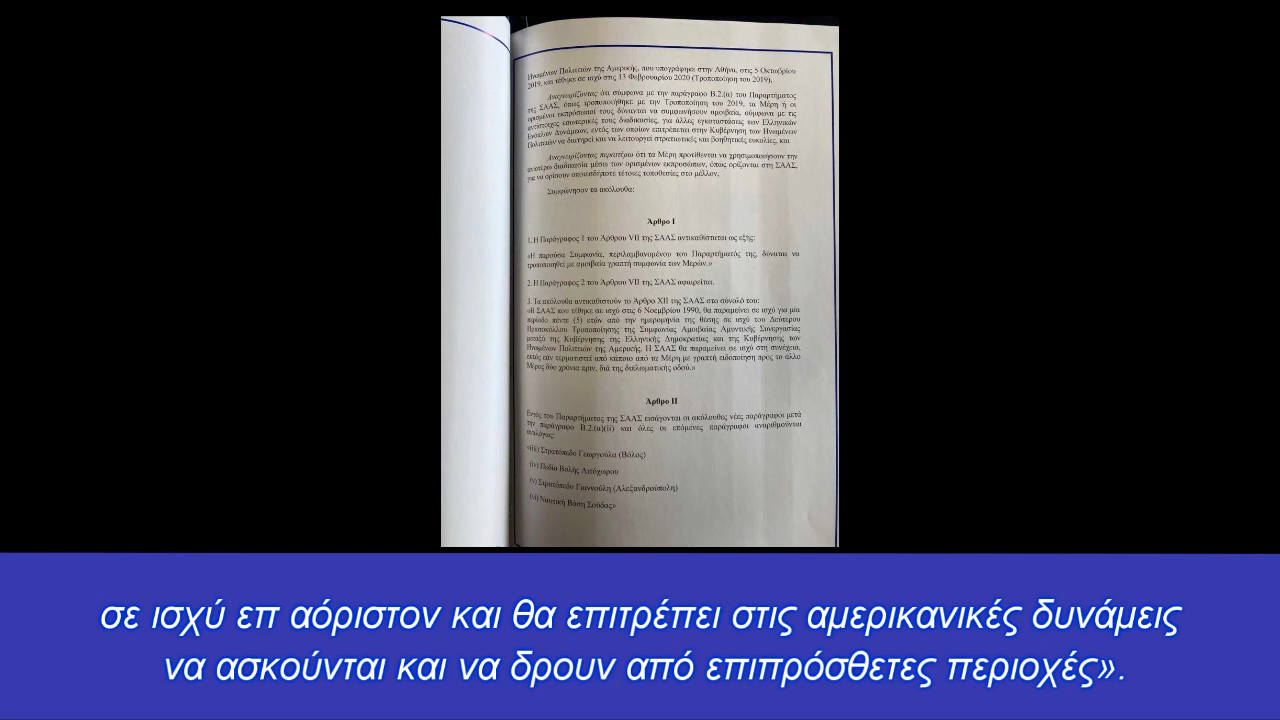 Ηνωμένων Πολιτειών της Αμερικής, που υπογράφηκε στην Αθήνα, στις 5 Οκτωβρίου
2019, και τέθηκε σε ισχύ στις 13 Φεβρουαρίου 2020 (Τροποποίηση του 2019),
Αναγνωρίζοντας ότι σύμφωνα με την παράγραφο Β.2.(α) του Παραρτήματος
της ΣΑΑΣ, όπως τροποποιήθηκε με την Τροποποίηση του 2019, τα Μέρη ή οι
ορισμένοι εκπρόσωποί τους δύνανται να συμφωνήσουν αμοιβαία, σύμφωνα με τις
αντίστοιχες εσωτερικές τους διαδικασίες, για άλλες εγκαταστάσεις των Ελληνικών
Ενόπλων Δυνάμεων, εντός των οποίων επιτρέπεται στην Κυβέρνηση των Ηνωμένων
Πολιτειών να διατηρεί και να λειτουργεί στρατιωτικές και βοηθητικές ευκολίες, και
Αναγνωρίζοντας περαιτέρω ότι τα Μέρη προτίθενται να χρησιμοποιήσουν την
ανωτέρω διαδικασία μέσω των ορισμένων εκπροσώπων, όπως ορίζονται στη ΣΑΑΣ,
για να ορίσουν οποιεσδήποτε τέτοιες τοποθεσίες στο μέλλον,
Συμφώνησαν τα ακόλουθα:
Άρθρο Ι
1. Η Παράγραφος 1 του Άρθρου VII της ΣΑΑΣ αντικαθίσταται ως εξής:
«Η παρούσα Συμφωνία, περιλαμβανομένου του Παραρτήματός της, δύναται να
τροποποιηθεί με αμοιβαία γραπτή συμφωνία των Μερών.»
2. Η Παράγραφος 2 του Άρθρου VII της ΣΑΑΣ αφαιρείται.
3. Τα ακόλουθα αντικαθιστούν το Άρθρο XII της ΣΑΑΣ στο σύνολό του:
«Η ΣΑΑΣ που τέθηκε σε ισχύ στις 6 Νοεμβρίου 1990, θα παραμείνει σε ισχύ για μία
περίοδο πέντε (5) ετών από την ημερομηνία της θέσης σε ισχύ του Δεύτερου
Πρωτοκόλλου Τροποποίησης της Συμφωνίας Αμοιβαίας Αμυντικής Συνεργασίας
μεταξύ της Κυβέρνησης της Ελληνικής Δημοκρατίας και της Κυβέρνησης των
Ηνωμένων Πολιτειών της Αμερικής. Η ΣΑΑΣ θα παραμείνει σε ισχύ στη συνέχεια,
εκτός εάν τερματιστεί από κάποιο από τα Μέρη με γραπτή ειδοποίηση προς το άλλο
Μέρος δύο χρόνια πριν, διά της διπλωματικής οδού.»
Άρθρο ΙΙ
Εντός του Παραρτήματος της ΣΑΑΣ εισάγονται οι ακόλουθες νέες παράγραφοι μετά
την παράγραφο Β.2.(α)(ii) και όλες οι επόμενες παράγραφοι αναριθμούνται
αναλόγως:
«(iii) Στρατόπεδο Γεωργούλα (Βόλος)
(iv) Πεδίο Βολής Λιτόχωρου
(v) Στρατόπεδο Γιαννούλη (Αλεξανδρούπολη)
(vi) Ναυτική Βάση Σούδας»
σε ισχύ επ αόριστον και θα επιτρέπει στις αμερικανικές δυνάμεις
να ασκούνται και να δρουν από επιπρόσθετες περιοχές».